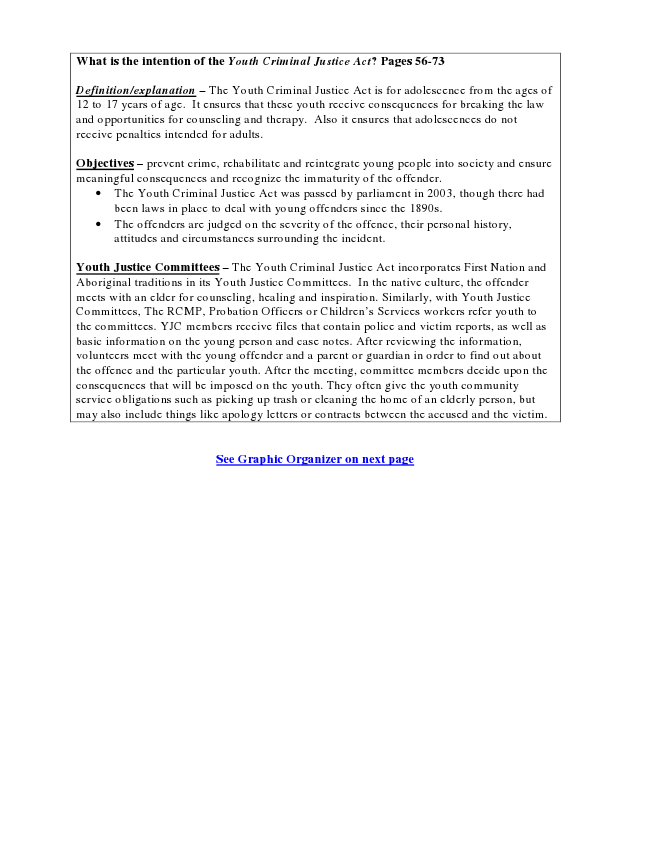 What is the intention of the Youth Criminal Justice Act? Pages 56-73
Definition/explanation – The Youth Criminal Justice Act is for adolescence from the ages of
12 to 17 years of age.  It ensures that these youth receive consequences for breaking the law
and opportunities for counseling and therapy.  Also it ensures that adolescences do not
receive penalties intended for adults.
Objectives – prevent crime, rehabilitate and reintegrate young people into society and ensure
meaningful consequences and recognize the immaturity of the offender.
• The Youth Criminal Justice Act was passed by parliament in 2003, though there had
been laws in place to deal with young offenders since the 1890s.
• The offenders are judged on the severity of the offence, their personal history,
attitudes and circumstances surrounding the incident.
Youth Justice Committees – The Youth Criminal Justice Act incorporates First Nation and
Aboriginal traditions in its Youth Justice Committees.  In the native culture, the offender
meets with an elder for counseling, healing and inspiration. Similarly, with Youth Justice
Committees, The RCMP, Probation Officers or Children's Services workers refer youth to
the committees. YJC members receive files that contain police and victim reports, as well as
basic information on the young person and case notes. After reviewing the information,
volunteers meet with the young offender and a parent or guardian in order to find out about
the offence and the particular youth. After the meeting, committee members decide upon the
consequences that will be imposed on the youth. They often give the youth community
service obligations such as picking up trash or cleaning the home of an elderly person, but
may also include things like apology letters or contracts between the accused and the victim.
See Graphic Organizer on next page